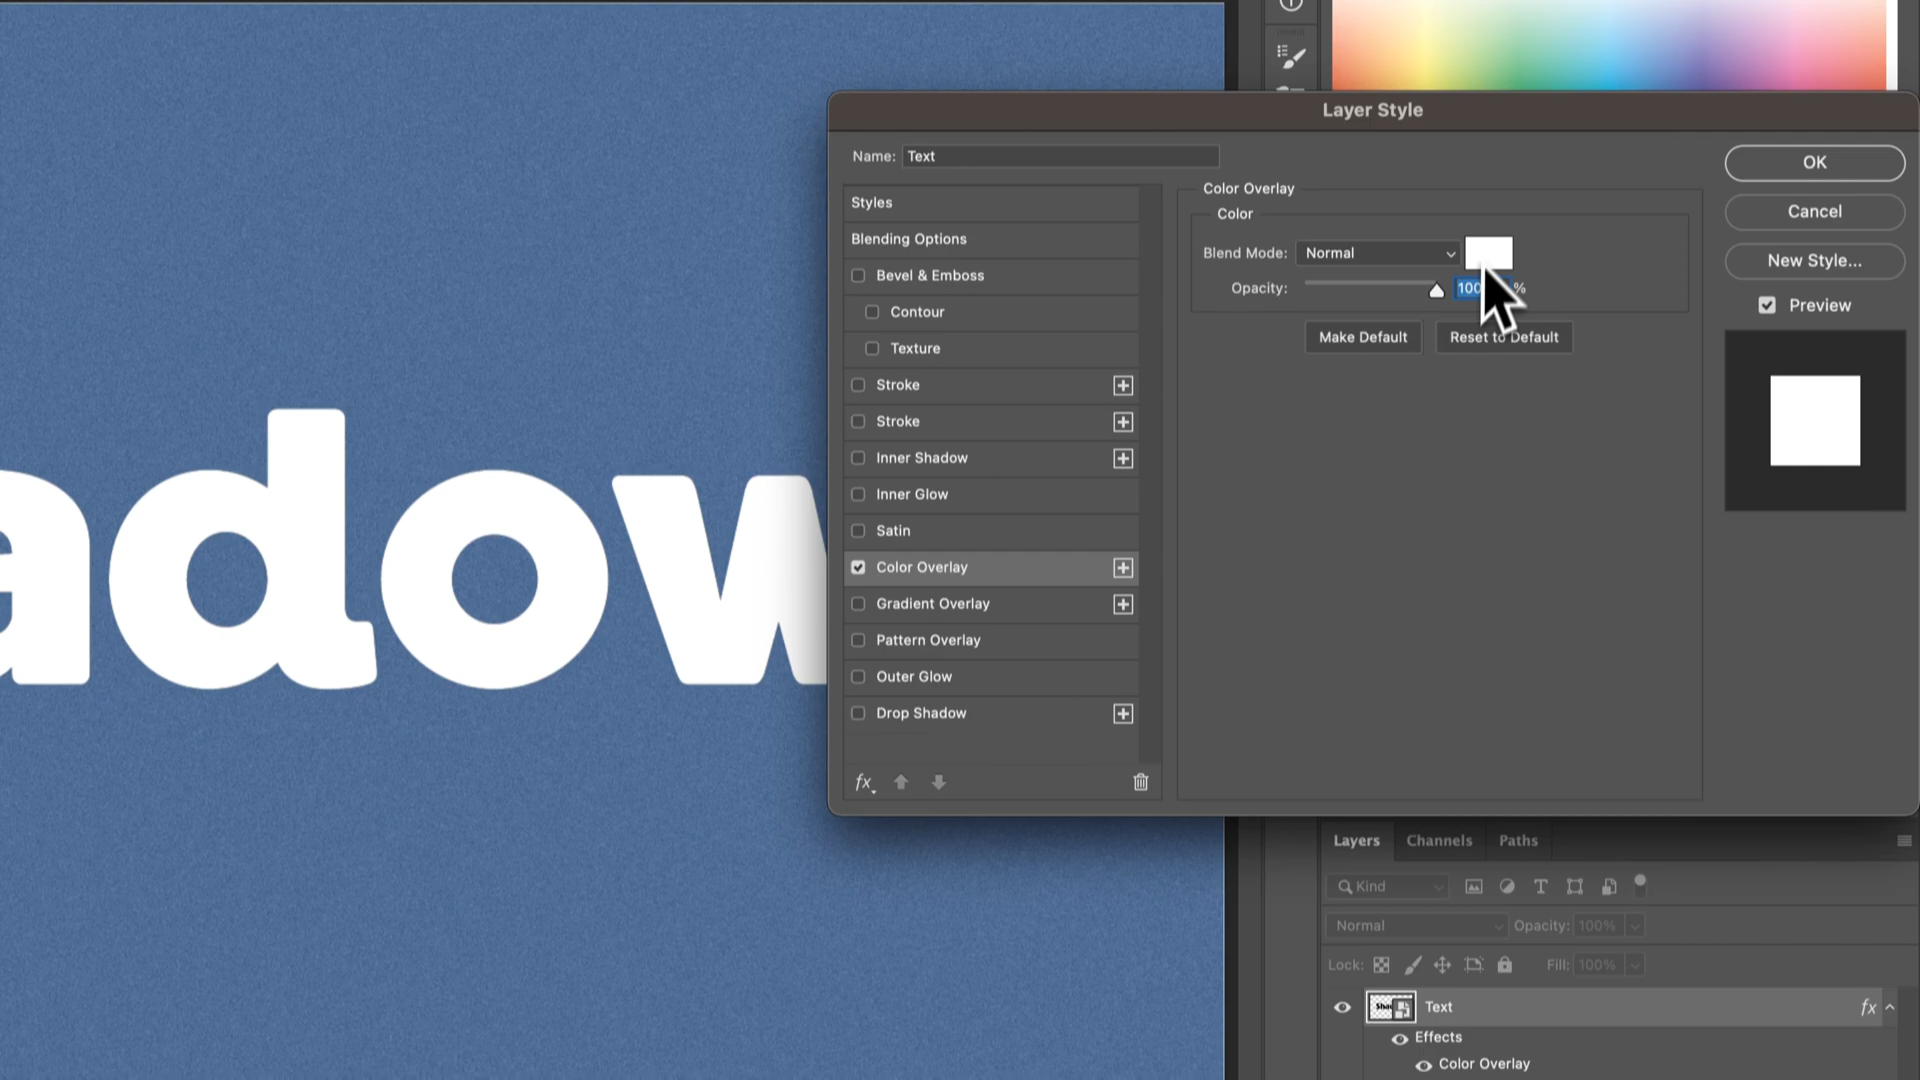 adow
Layer Style
Name: Text
Styles
Blending Options
Bevel & Emboss
Contour
Texture
Stroke
Stroke
Inner Shadow
Inner Glow
Satin
Color Overlay
Gradient Overlay
Pattern Overlay
Outer Glow
Drop Shadow
fx
Color Overlay
Color
Blend Mode: Normal
Opacity: 100 %
Make Default Reset to Default
OK
Cancel
New Style...
Preview
Layers Channels Paths
Kind
Normal Opacity: 100%
Lock: Fill: 100%
Text fx
Effects
Color Overlay